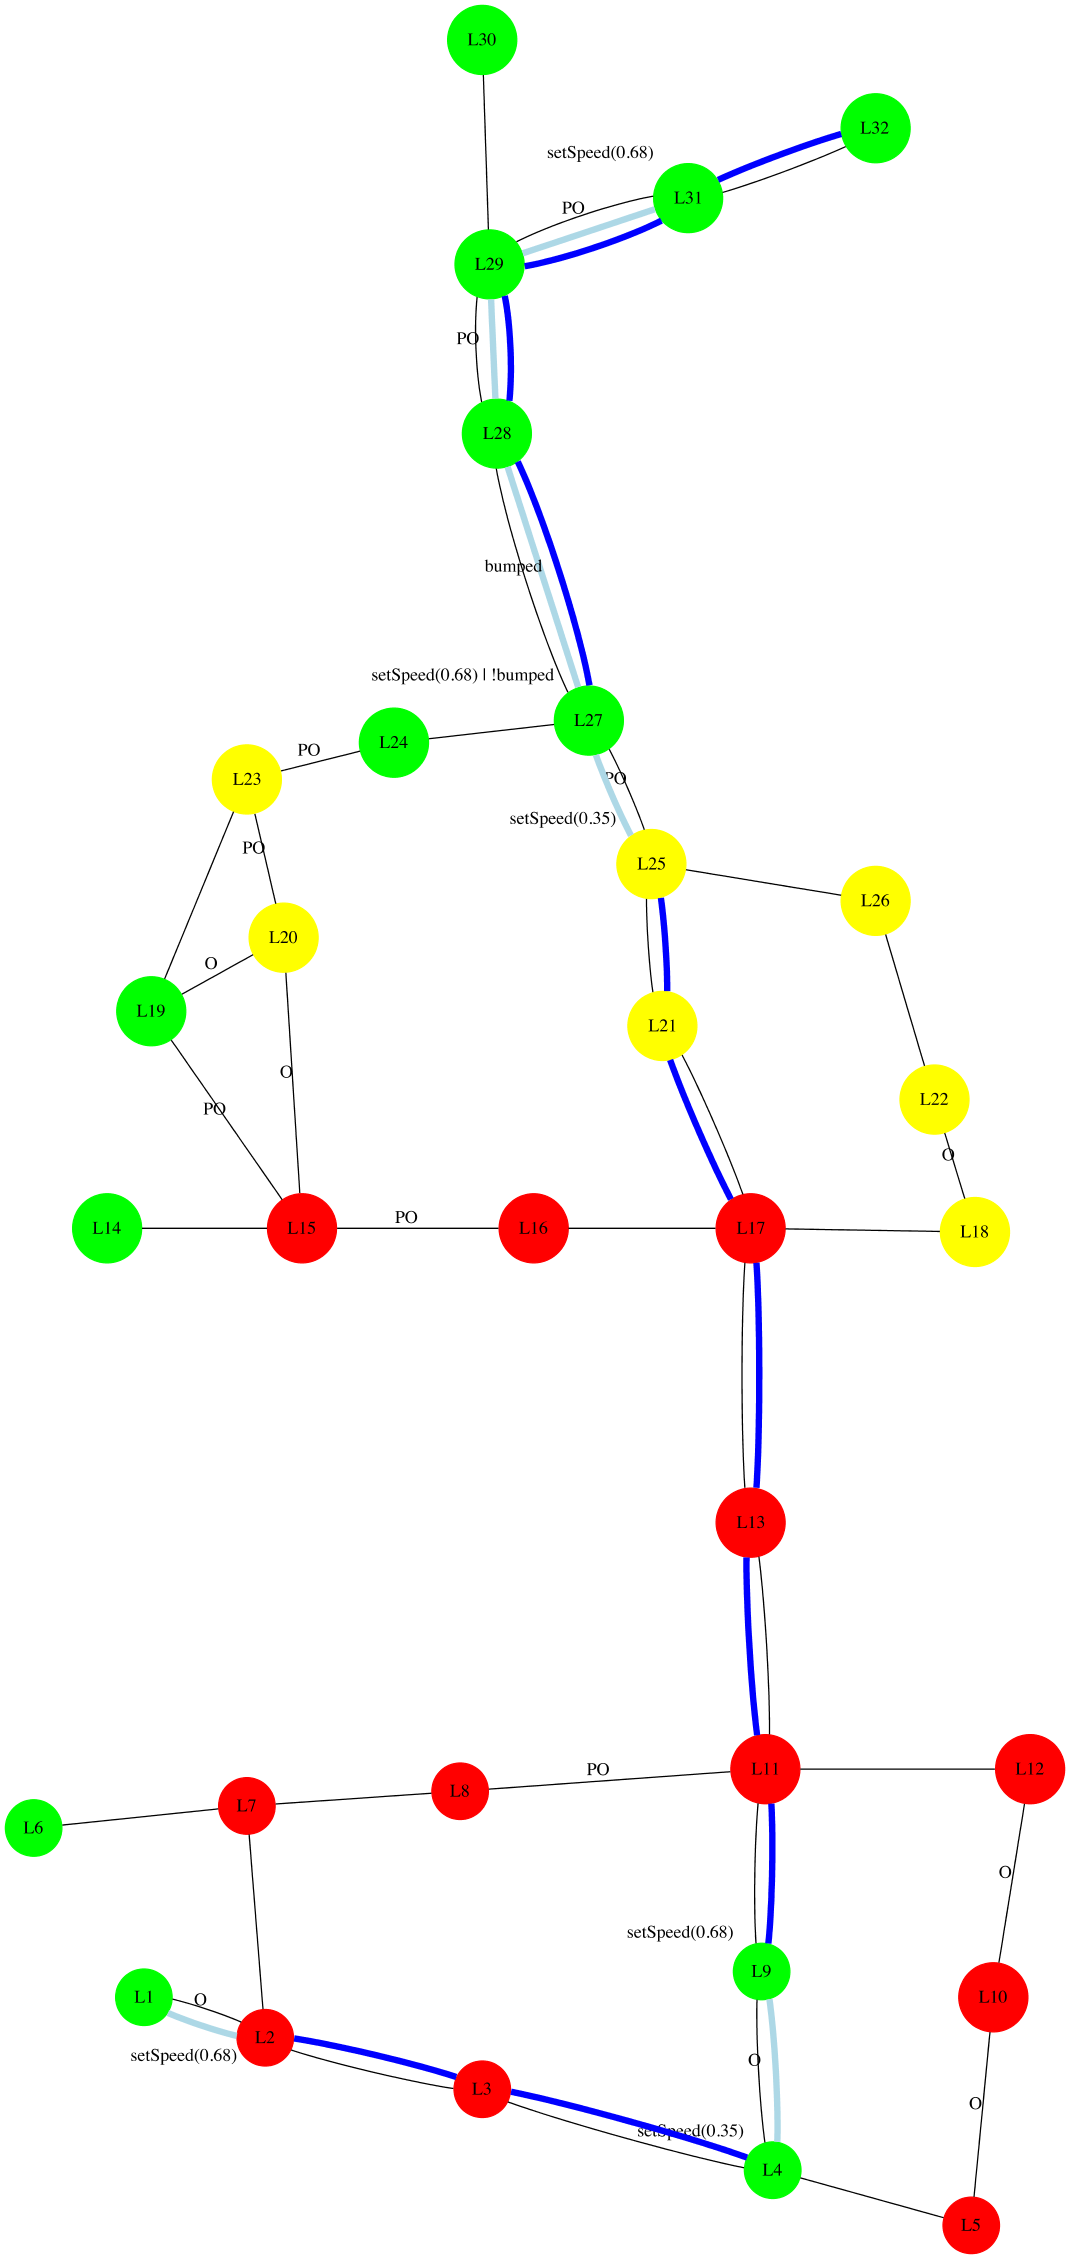 L30
L32
setSpeed(0.68)
L31
PO
L29
PO
L28
bumped
setSpeed(0.68) | !bumped
L27
L24
PO
L23
PO
setSpeed(0.35)
PO
L25
L26
L20
O
L19
L21
O
L22
PO
O
L14
L15
PO
L16
L17
L18
L13
L11
L12
PO
L8
L7
L6
O
setSpeed(0.68)
L9
L1
O
L10
L2
setSpeed(0.68)
O
L3
O
setSpeed(0.35)
L4
L5